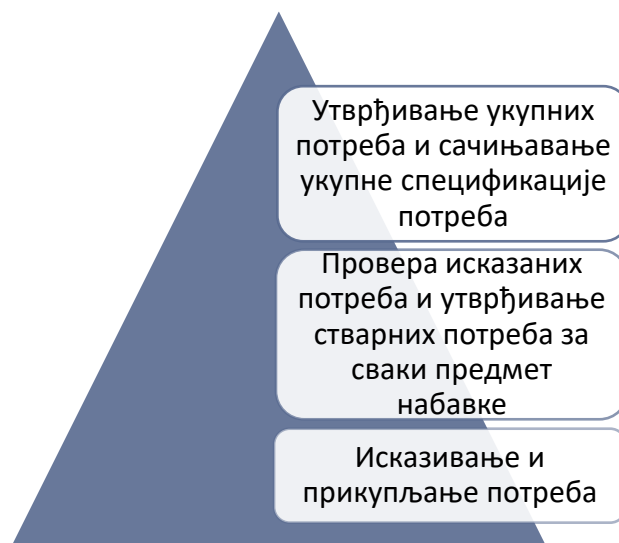 Утврђивање укупних
потреба и сачињавање
укупне спецификације
потреба
Провера исказаних
потреба и утврђивање
стварних потреба за
сваки предмет
набавке
Исказивање и
прикупљање потреба